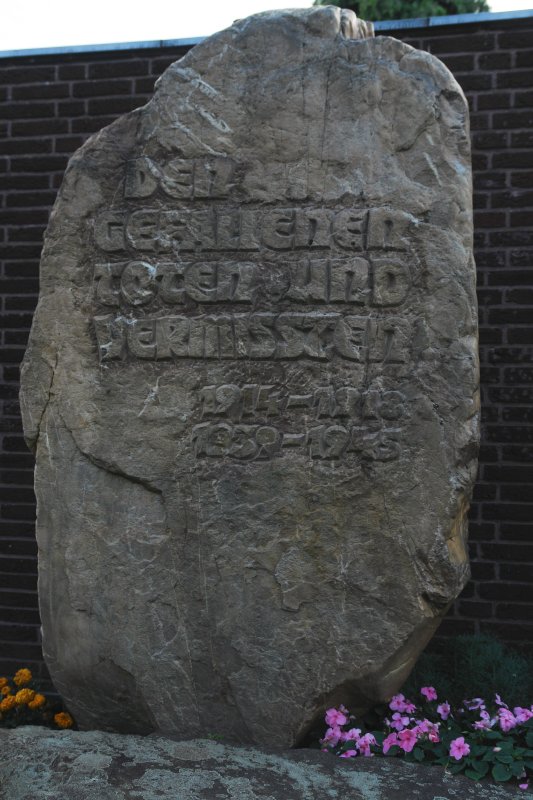 DEN
GEFALLENEN
TOTEN UND
VERMISSTEN
1914-1918
1939-1945